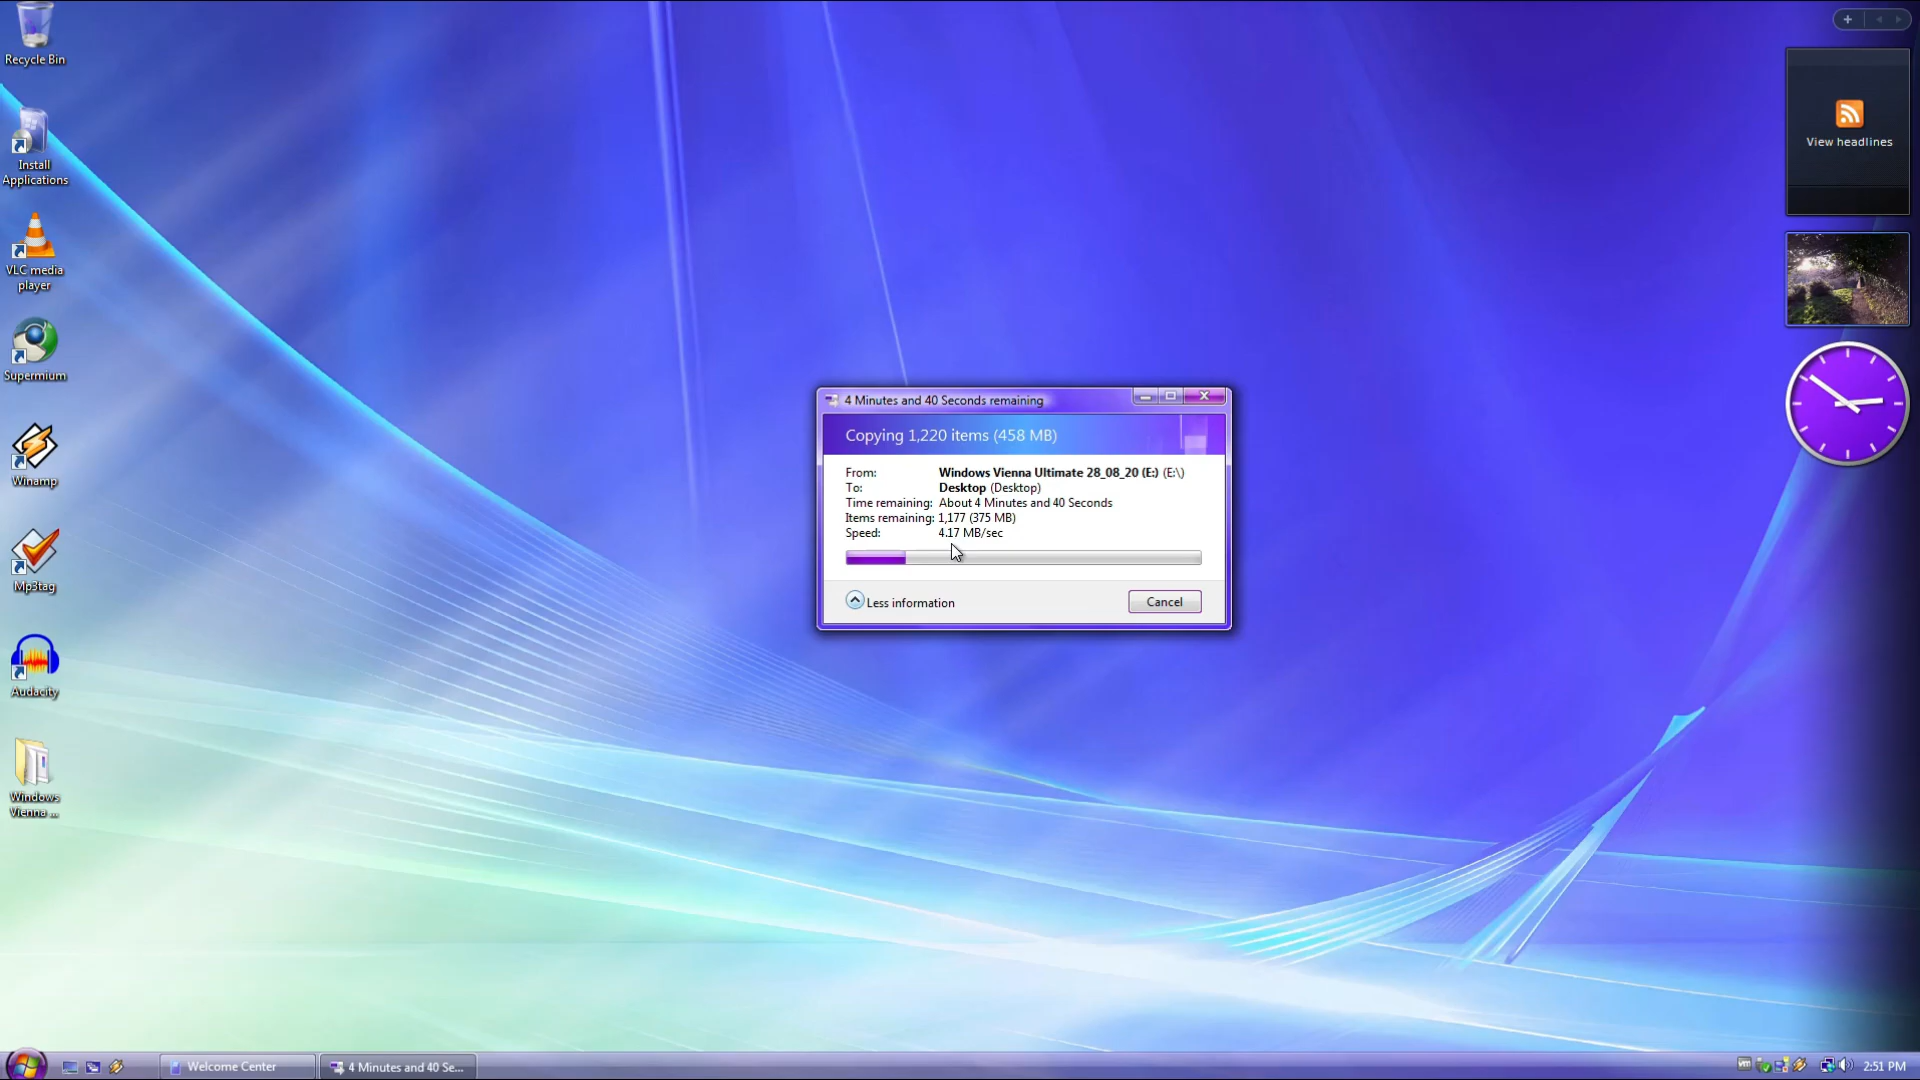 Recycle Bin
Install
Applications
VLC media
player
Supermium
Winamp
Mp3tag
Audacity
Windows
Vienna ...
View headlines
4 Minutes and 40 Seconds remaining
Copying 1,220 items (458 MB)
From: Windows Vienna Ultimate 28_08_20 (E:) (E:\)
To: Desktop (Desktop)
Time remaining: About 4 Minutes and 40 Seconds
Items remaining: 1,177 (375 MB)
Speed: 4.17 MB/sec
Less information
Cancel
Welcome Center
4 Minutes and 40 Se...
vm
2:51 PM